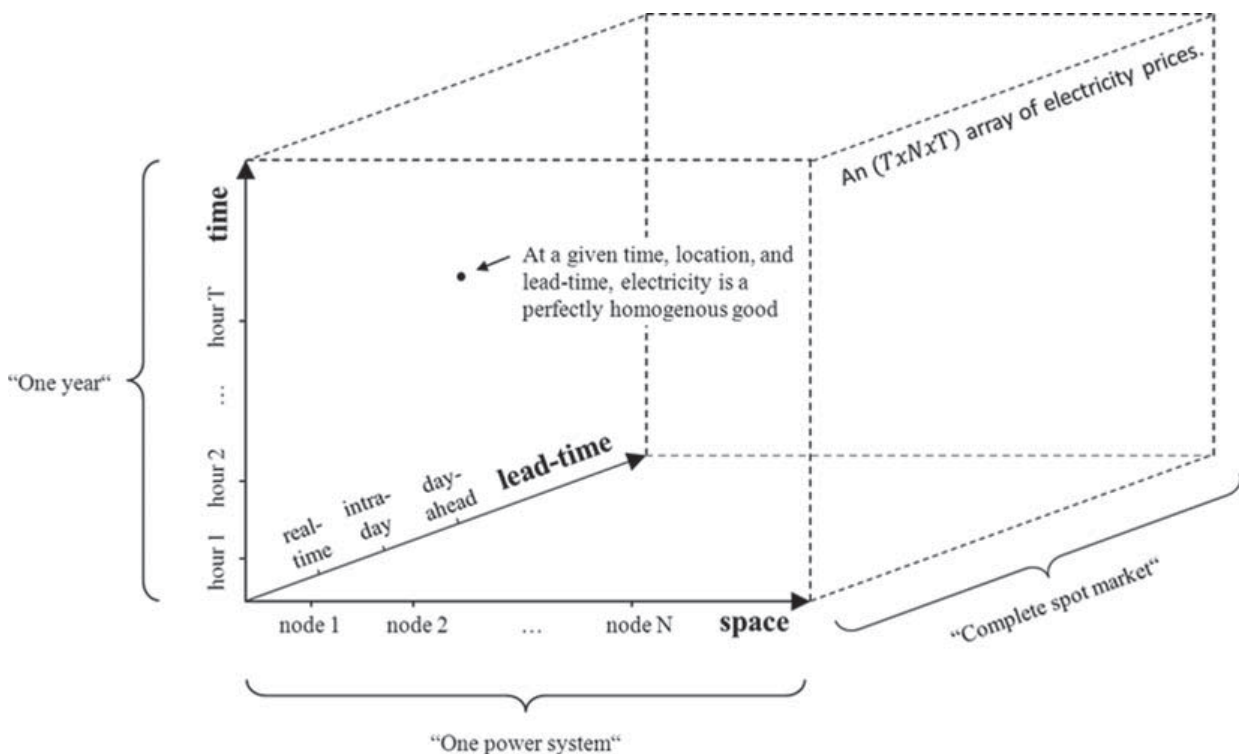 An (TxNxT) array of electricity prices.
time
At a given time, location, and
lead-time, electricity is a
perfectly homogenous good
hour T
“One year“
…
hour 2
hour 1
lead-time
day-
ahead
intra-
day
real-
time
node 1
node 2
…
node N
space
“Complete spot market“
“One power system“